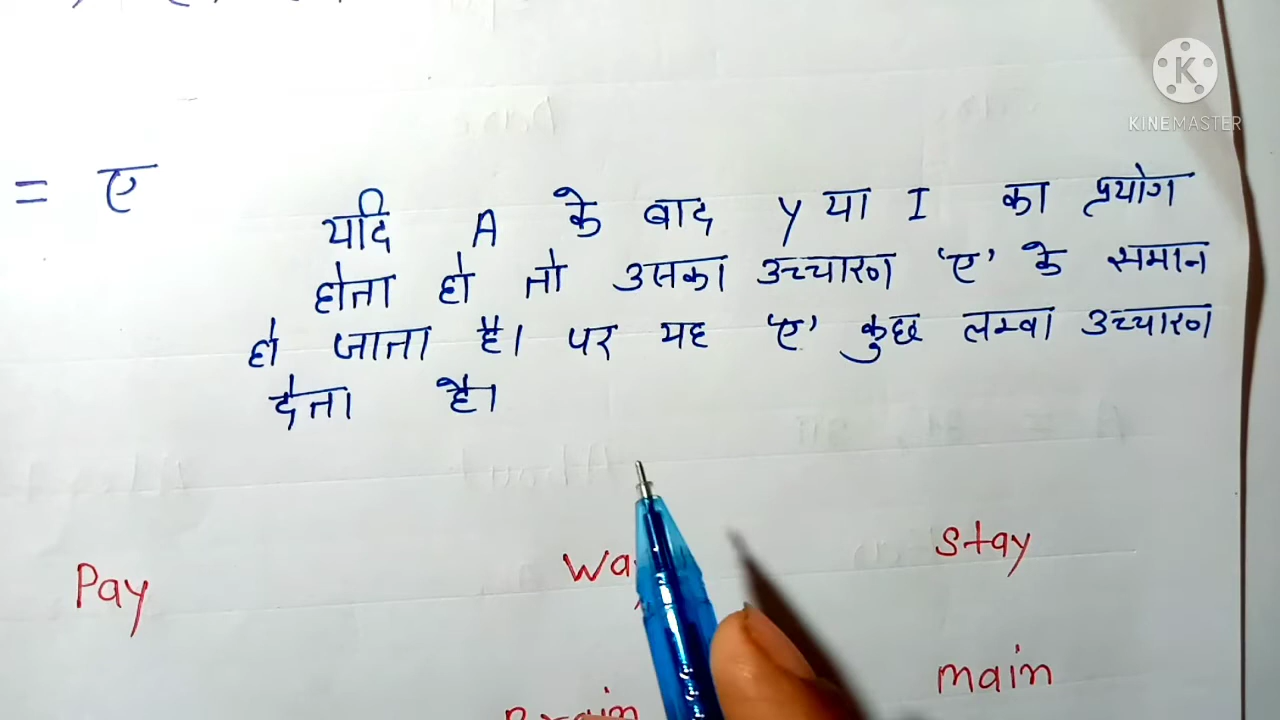 = ए
यदि A के बाद y या I का प्रयोग
होता हो तो उसका उच्चारण 'ए' के समान
हो जाता है। पर यह 'ए' कुछ लम्बा उच्चारण
देता है।
Pay stay
main
KINEMASTER